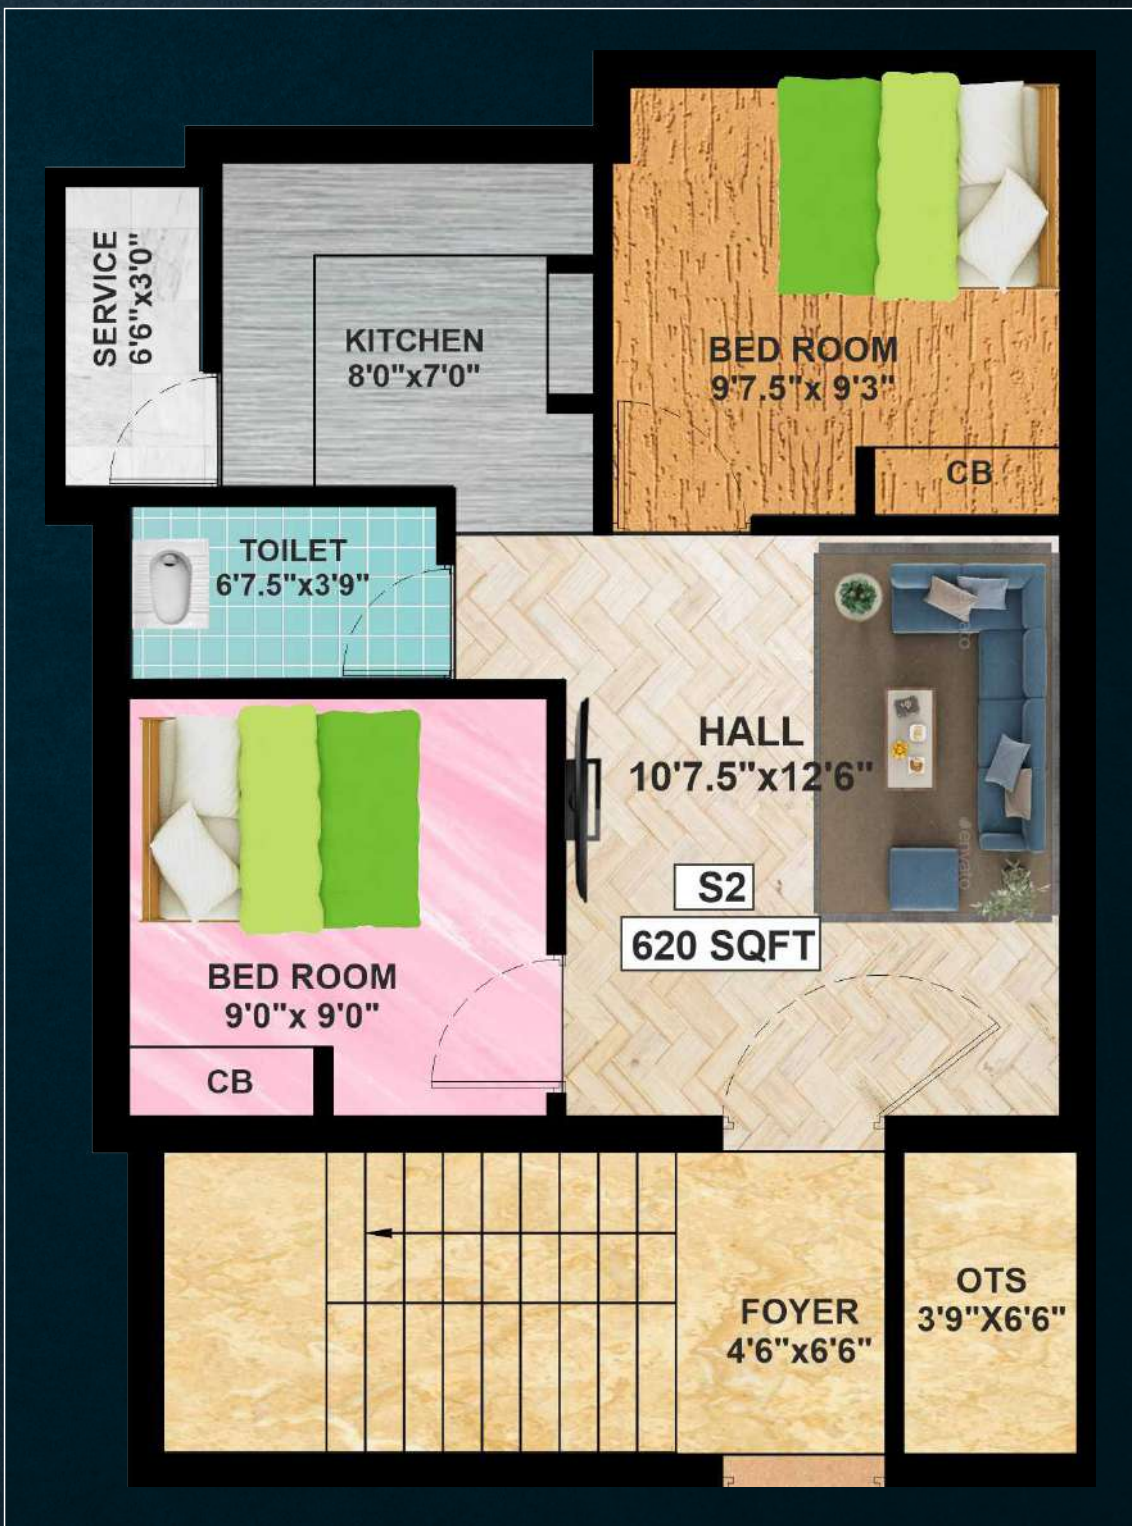 SERVICE
6'6"x3'0"
KITCHEN
8'0"x7'0"
BED ROOM
9'7.5"x 9'3"
CB
TOILET
6'7.5"x3'9"
HALL
10'7.5"x12'6"
S2
620 SQFT
BED ROOM
9'0"x 9'0"
CB
FOYER
4'6"x6'6"
OTS
3'9"X6'6"
envato